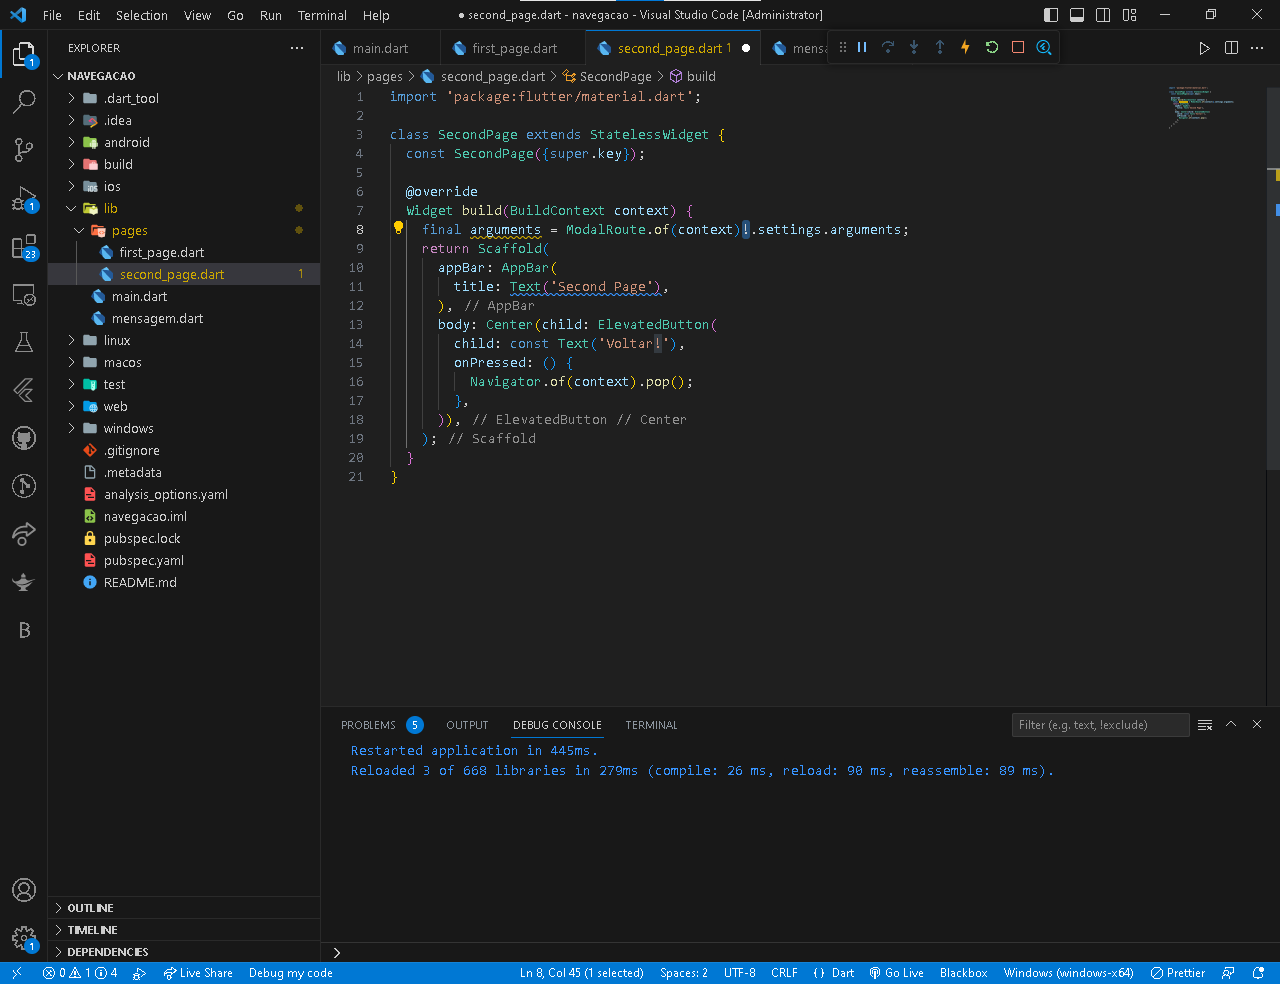 File Edit Selection View Go Run Terminal Help
● second_page.dart - navegacao - Visual Studio Code [Administrator]
EXPLORER
NAVEGACAO
.dart_tool
.idea
android
build
ios
lib
pages
first_page.dart
second_page.dart 1
main.dart
mensagem.dart
linux
macos
test
web
windows
.gitignore
.metadata
analysis_options.yaml
navegacao.iml
pubspec.lock
pubspec.yaml
README.md
OUTLINE
TIMELINE
DEPENDENCIES
1
1
23
B
1
main.dart first_page.dart second_page.dart 1 ● mensa
lib > pages > second_page.dart > SecondPage > build
1 import 'package:flutter/material.dart';
2
3 class SecondPage extends StatelessWidget {
4 const SecondPage({super.key});
5
6 @override
7 Widget build(BuildContext context) {
8 final arguments = ModalRoute.of(context)!.settings.arguments;
9 return Scaffold(
10 appBar: AppBar(
11 title: Text('Second Page'),
12 ), // AppBar
13 body: Center(child: ElevatedButton(
14 child: const Text('Voltar!'),
15 onPressed: () {
16 Navigator.of(context).pop();
17 },
18 )), // ElevatedButton // Center
19 ); // Scaffold
20 }
21 }
PROBLEMS 5 OUTPUT DEBUG CONSOLE TERMINAL
Filter (e.g. text, !exclude)
Restarted application in 445ms.
Reloaded 3 of 668 libraries in 279ms (compile: 26 ms, reload: 90 ms, reassemble: 89 ms).
0 1 4 Live Share Debug my code
Ln 8, Col 45 (1 selected) Spaces: 2 UTF-8 CRLF {} Dart Go Live Blackbox Windows (windows-x64) Prettier